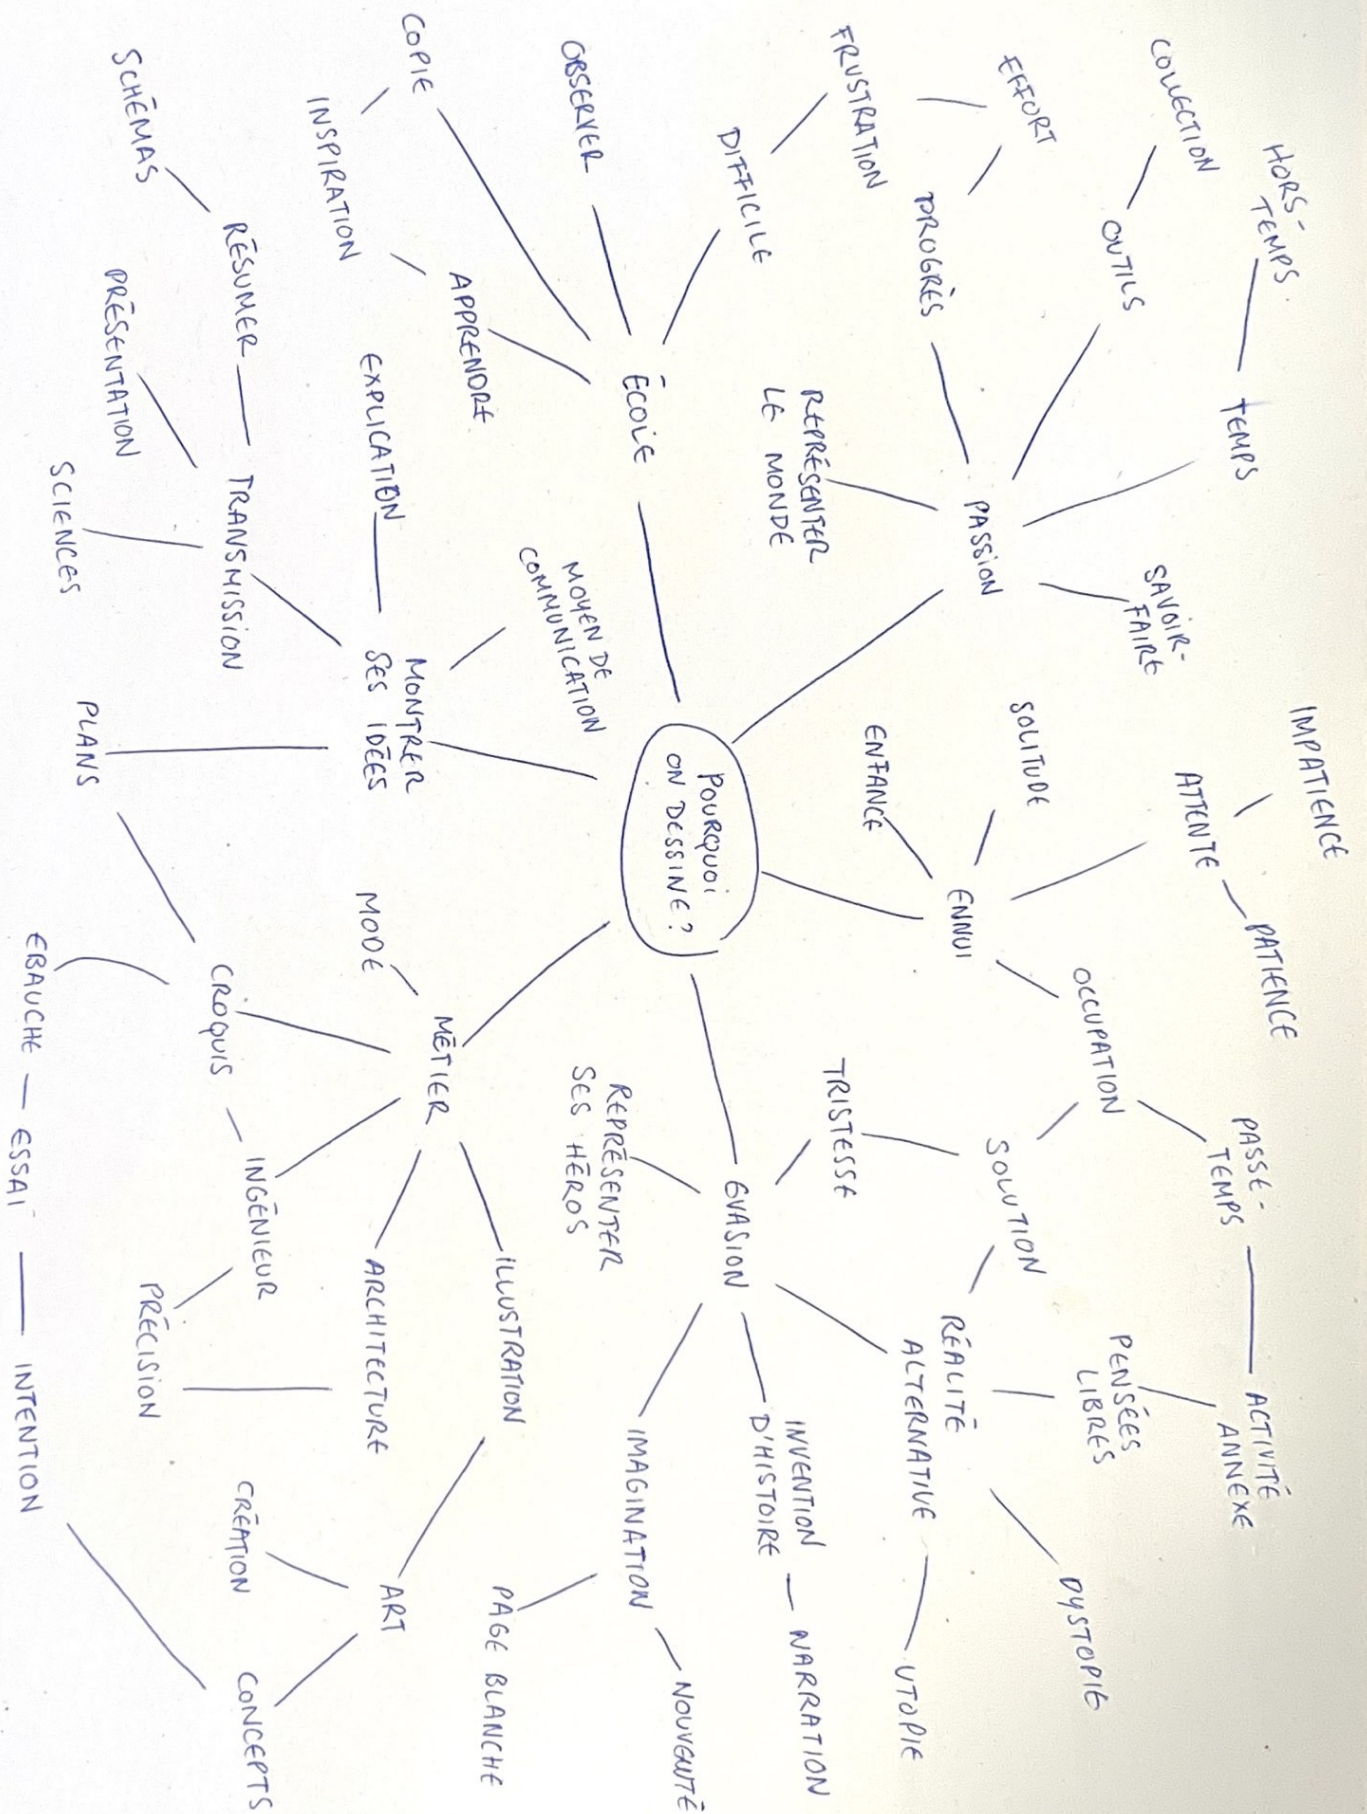 HORS-
TEMPS
TEMPS
COLLECTION
OUTILS
EFFORT
FRUSTRATION
PROGRÈS
DIFFICILE
OBSERVER
COPIE
INSPIRATION
APPRENDRE
ÉCOLE
REPRÉSENTER
LE MONDE
PASSION
SAVOIR-
FAIRE
SCHÉMAS
RÉSUMER
PRÉSENTATION
SCIENCES
TRANSMISSION
EXPLICATION
MOYEN DE
COMMUNICATION
MONTRER
SES IDÉES
PLANS
POURQUOI
ON DESSINE ?
ENFANCE
SOLITUDE
ENNUI
IMPATIENCE
ATTENTE
PATIENCE
OCCUPATION
PASSE-
TEMPS
ACTIVITÉ
ANNEXE
PENSÉES
LIBRES
SOLUTION
TRISTESSE
RÉALITÉ
ALTERNATIVE
DYSTOPIE
UTOPIE
EVASION
REPRÉSENTER
SES HÉROS
INVENTION
D'HISTOIRE
NARRATION
IMAGINATION
NOUVEAUTÉ
PAGE BLANCHE
MODE
MÉTIER
CROQUIS
INGÉNIEUR
ARCHITECTURE
ILLUSTRATION
PRÉCISION
ART
CRÉATION
CONCEPTS
EBAUCHE
ESSAI
INTENTION